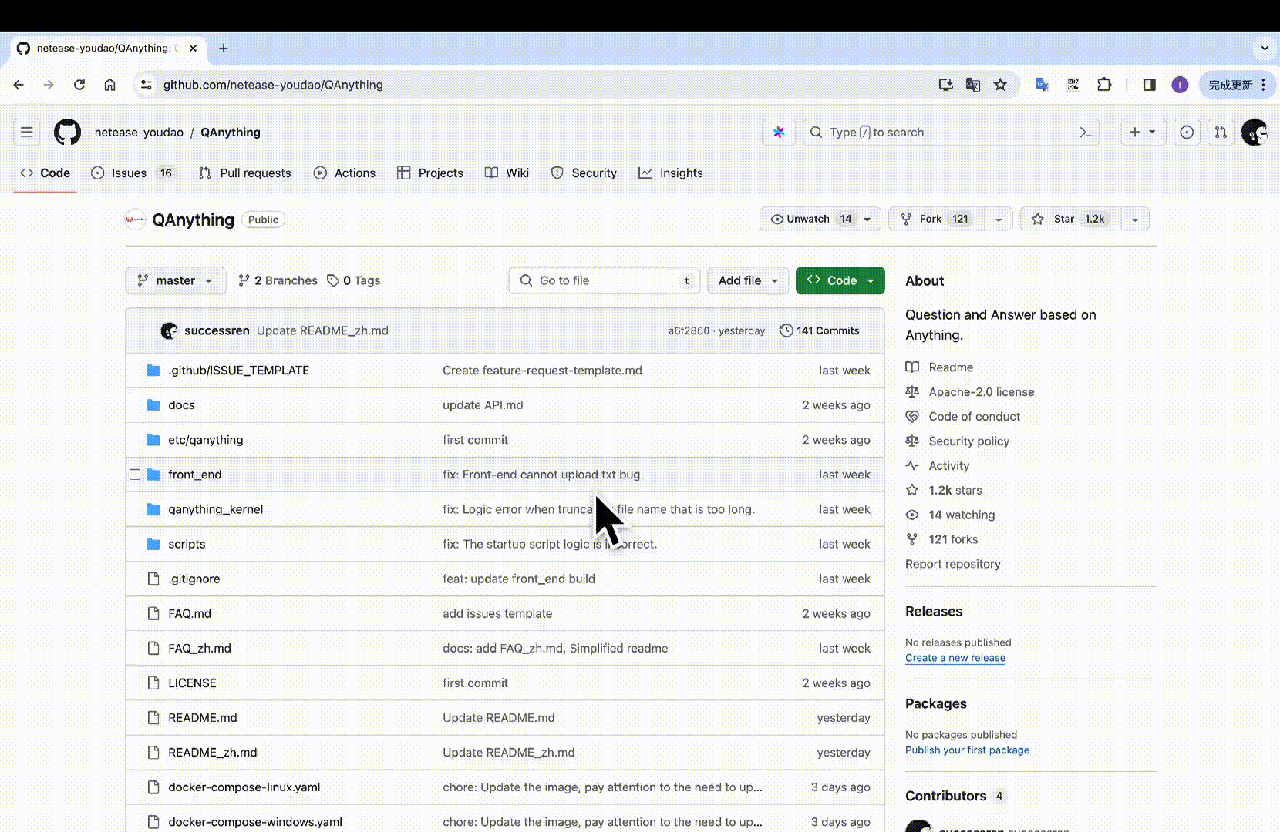 netease-youdao/QAnything:
github.com/netease-youdao/QAnything
完成更新
netease-youdao / QAnything
Type / to search
Code
Issues 16
Pull requests
Actions
Projects
Wiki
Security
Insights
QAnything Public
Unwatch 14
Fork 121
Star 1.2k
master
2 Branches
0 Tags
Go to file t
Add file
Code
successren Update README_zh.md
yesterday
141 Commits
.github/ISSUE_TEMPLATE Create feature-request-template.md last week
docs update API.md 2 weeks ago
etc/qanything first commit 2 weeks ago
front_end fix: Front-end cannot upload txt bug. last week
qanything_kernel fix: Logic error when file name that is too long. last week
scripts fix: The startup script logic is last week
.gitignore feat: update front_end build last week
FAQ.md add issues template 2 weeks ago
FAQ_zh.md docs: add FAQ_zh.md, Simplified readme last week
LICENSE first commit 2 weeks ago
README.md Update README.md yesterday
README_zh.md Update README_zh.md yesterday
docker-compose-linux.yaml chore: Update the image, pay attention to the need to up... 3 days ago
docker-compose-windows.yaml chore: Update the image, pay attention to the need to up... 3 days ago
About
Question and Answer based on
Anything.
Readme
Apache-2.0 license
Code of conduct
Security policy
Activity
1.2k stars
14 watching
121 forks
Report repository
Releases
No releases published
Create a new release
Packages
No packages published
Publish your first package
Contributors 4
successren successren